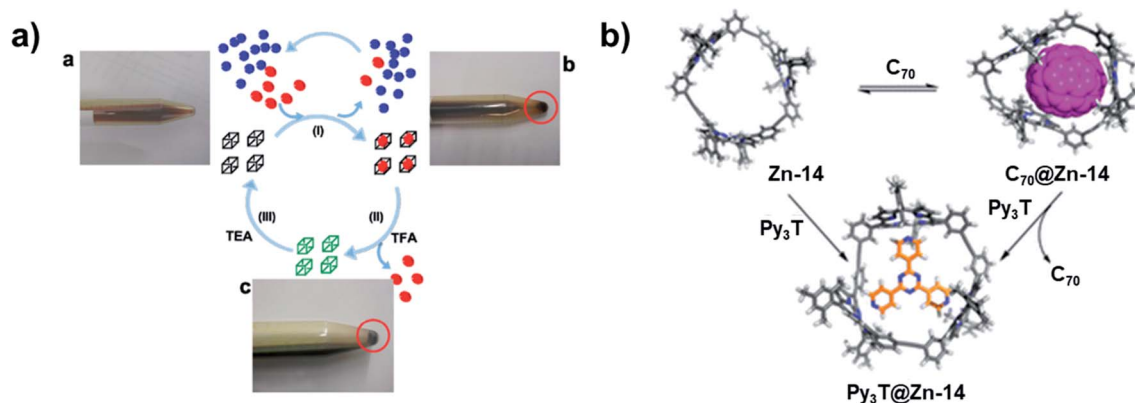 a)
a
b
(I)
(III)
(II)
TEA
TFA
c
b)
C70
Zn-14
C70@Zn-14
Py3T
Py3T
C70
Py3T@Zn-14